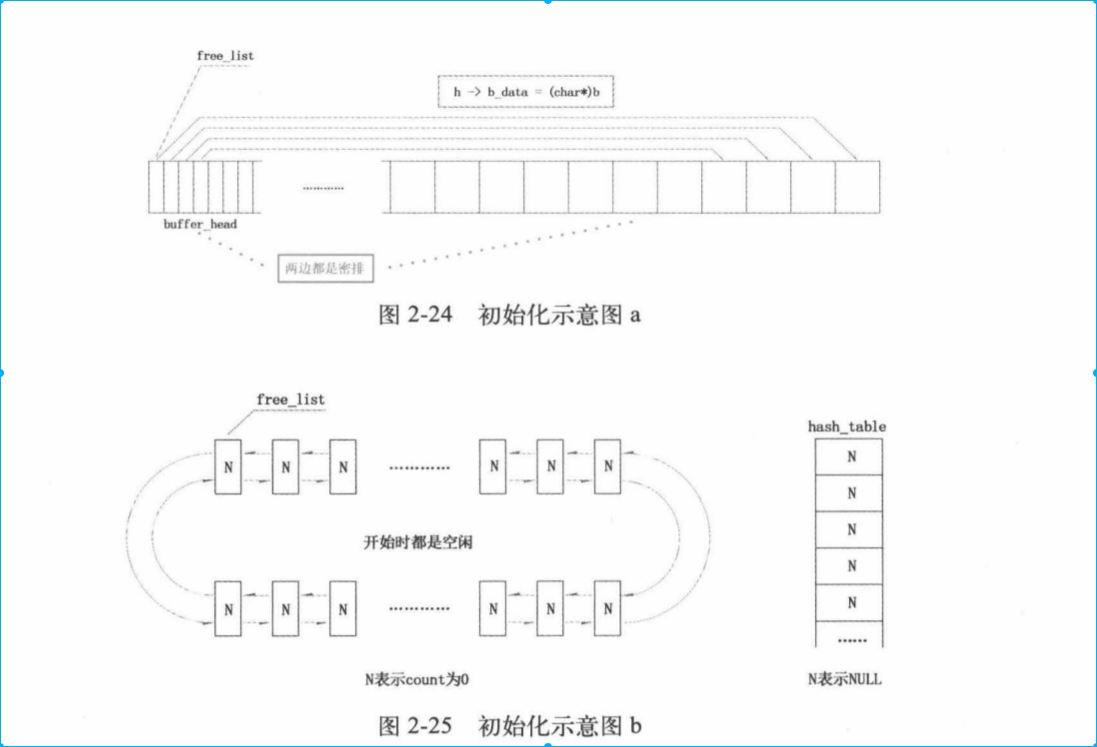 free_list
h -> b_data = (char*)b
…………
buffer_head
两边都是密排
图 2-24 初始化示意图 a
free_list
hash_table
N N N ………… N N N
N
N
开始时都是空闲
N
N
N N N ………… N N N
N
……
N表示count为0
N表示NULL
图 2-25 初始化示意图 b